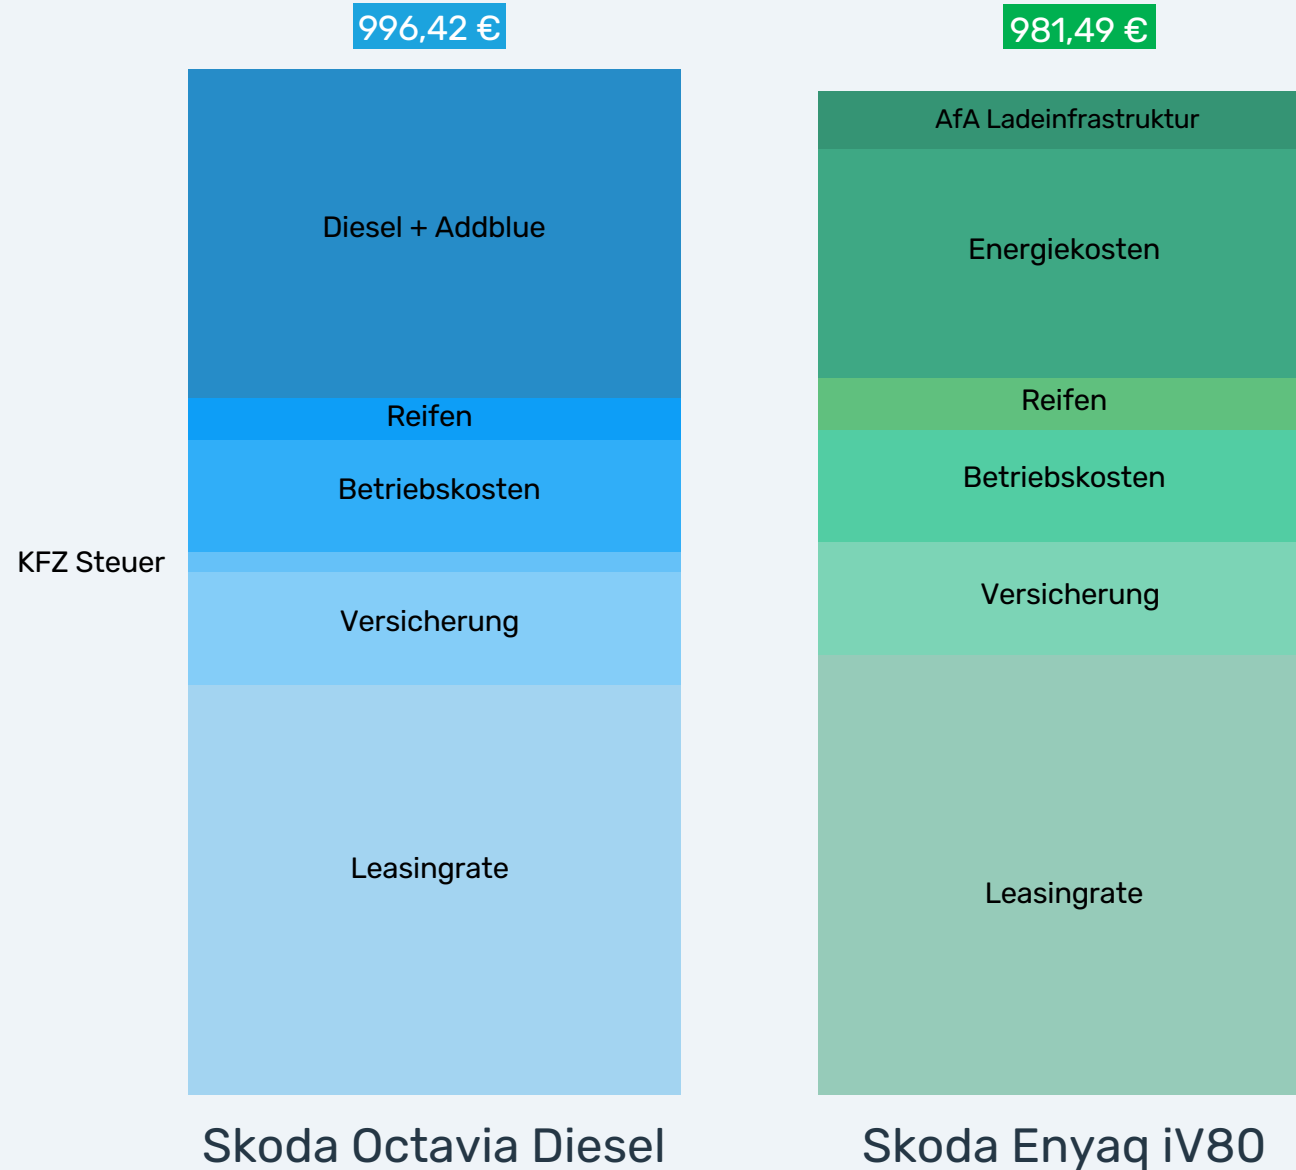 996,42 €
981,49 €
AfA Ladeinfrastruktur
Diesel + Addblue
Energiekosten
Reifen
Reifen
Betriebskosten
Betriebskosten
KFZ Steuer
Versicherung
Versicherung
Leasingrate
Leasingrate
Skoda Octavia Diesel
Skoda Enyaq iV80